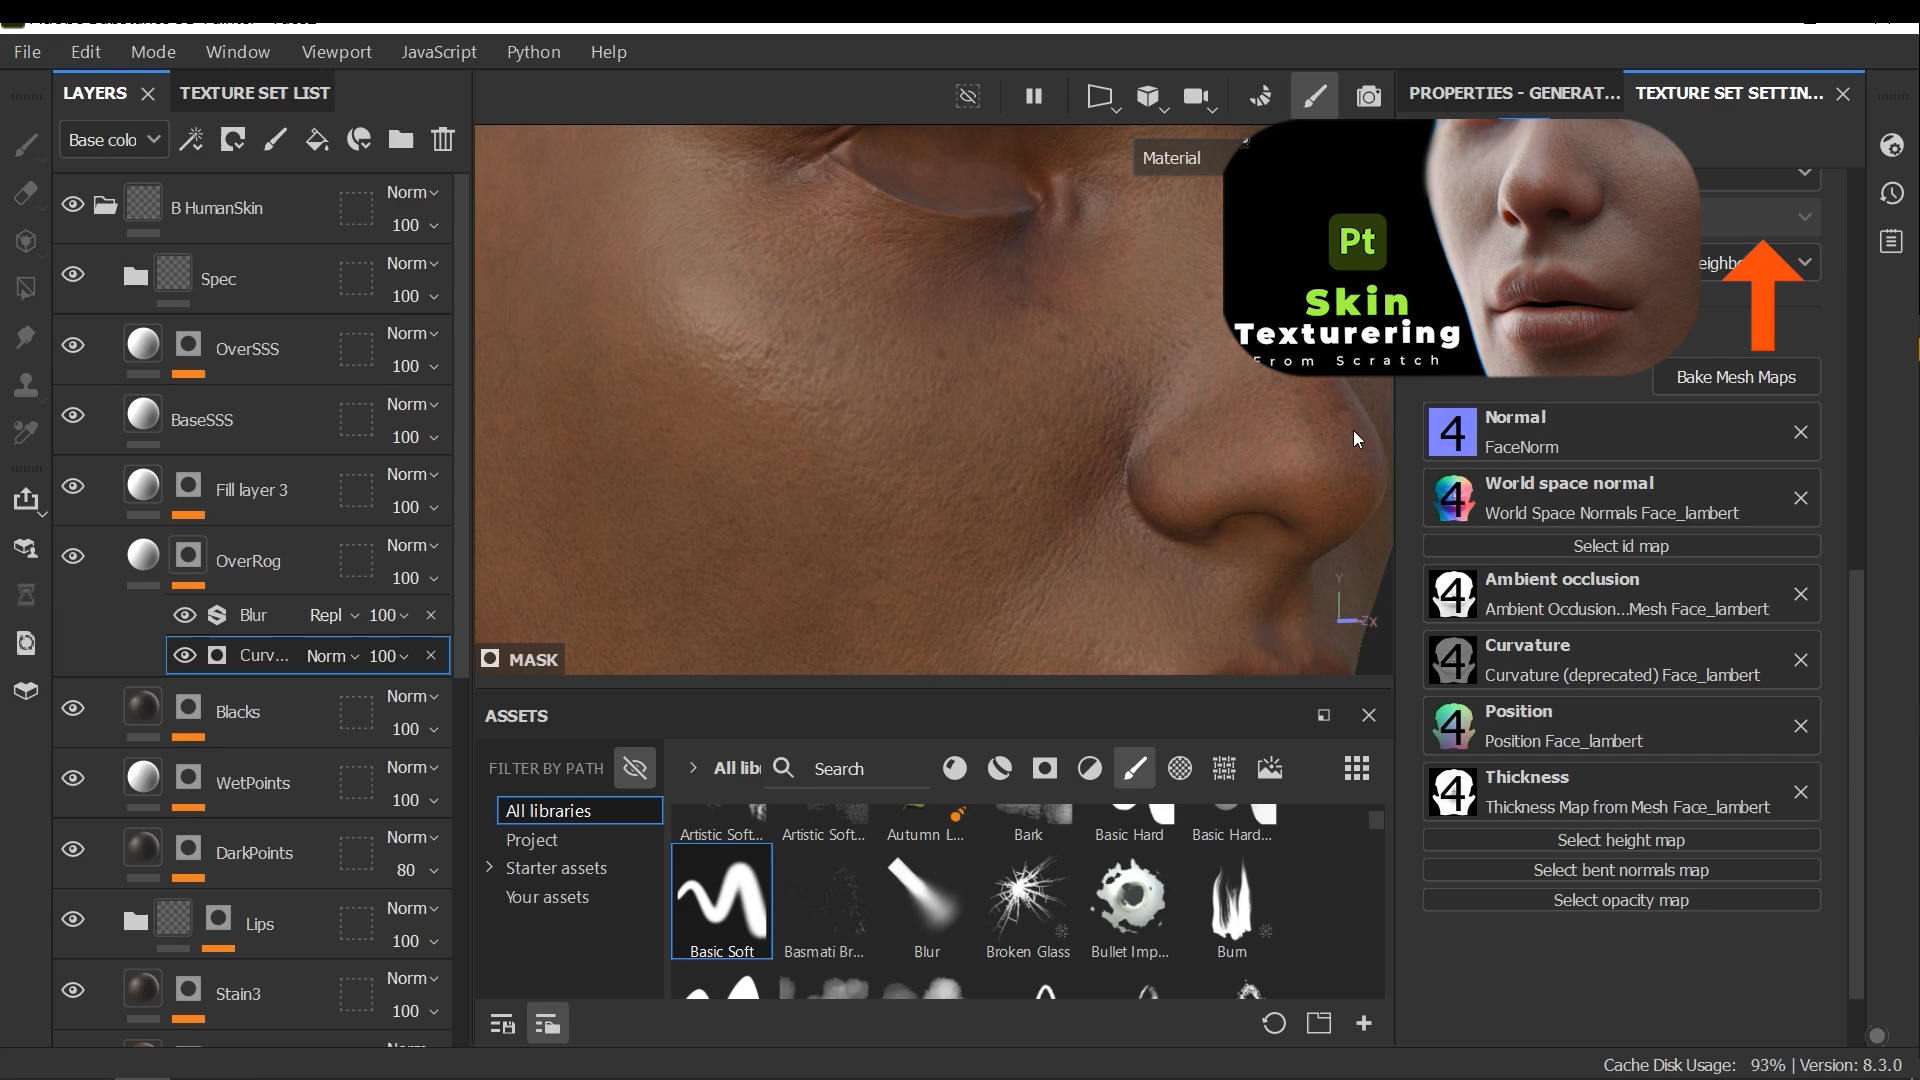 File Edit Mode Window Viewport JavaScript Python Help
LAYERS
TEXTURE SET LIST
Base colo
B HumanSkin
Norm
100
Spec
Norm
100
OverSSS
Norm
100
BaseSSS
Norm
100
Fill layer 3
Norm
100
OverRog
Norm
100
Blur Repl 100
Curv... Norm 100
Blacks
Norm
100
WetPoints
Norm
100
DarkPoints
Norm
80
Lips
Norm
100
Stain3
Norm
100
Material
MASK
Y
Z X
Pt
Skin
Texturering
From Scratch
ASSETS
FILTER BY PATH
All libraries
Project
Starter assets
Your assets
All lib
Search
Artistic Soft...
Artistic Soft...
Autumn L...
Bark
Basic Hard
Basic Hard...
Basic Soft
Basmati Br...
Blur
Broken Glass
Bullet Imp...
Burn
PROPERTIES - GENERAT...
TEXTURE SET SETTIN...
Bake Mesh Maps
4
Normal
FaceNorm
4
World space normal
World Space Normals Face_lambert
Select id map
4
Ambient occlusion
Ambient Occlusion...Mesh Face_lambert
4
Curvature
Curvature (deprecated) Face_lambert
4
Position
Position Face_lambert
4
Thickness
Thickness Map from Mesh Face_lambert
Select height map
Select bent normals map
Select opacity map
Cache Disk Usage: 93% | Version: 8.3.0